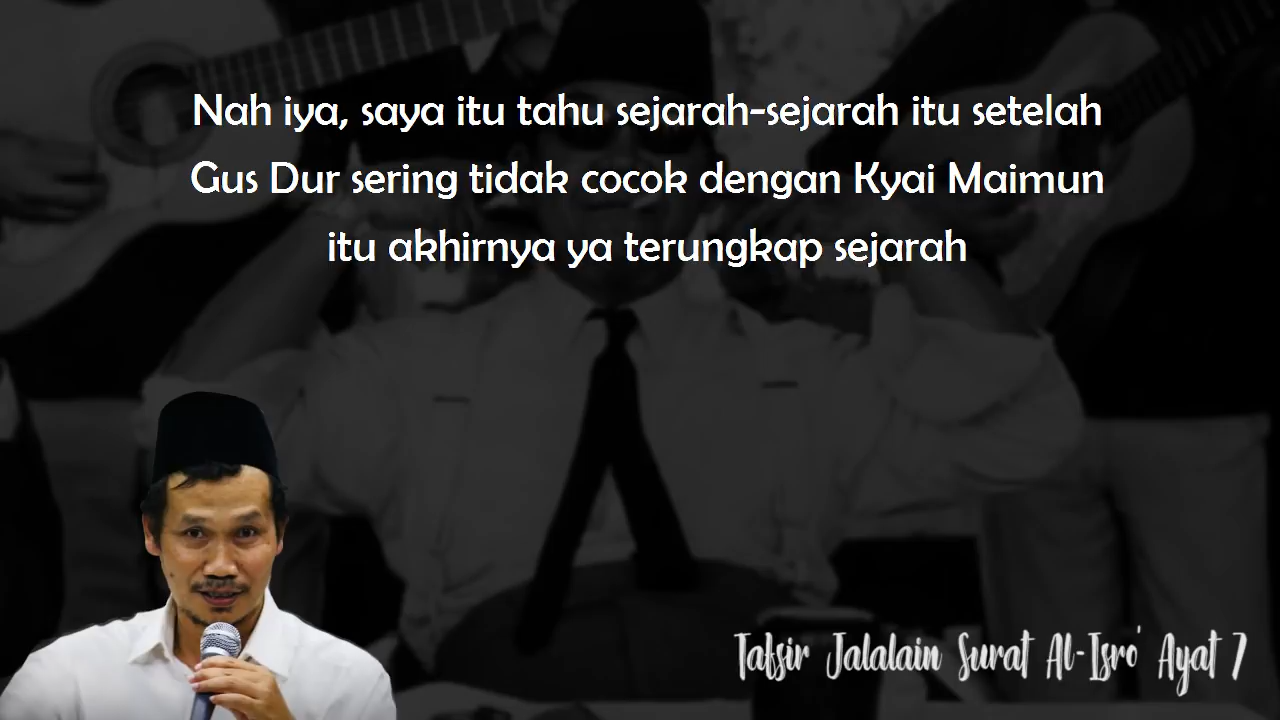 Nah iya, saya itu tahu sejarah-sejarah itu setelah
Gus Dur sering tidak cocok dengan Kyai Maimun
itu akhirnya ya terungkap sejarah
Tafsir Jalalain Surat Al-Isro' Ayat 7